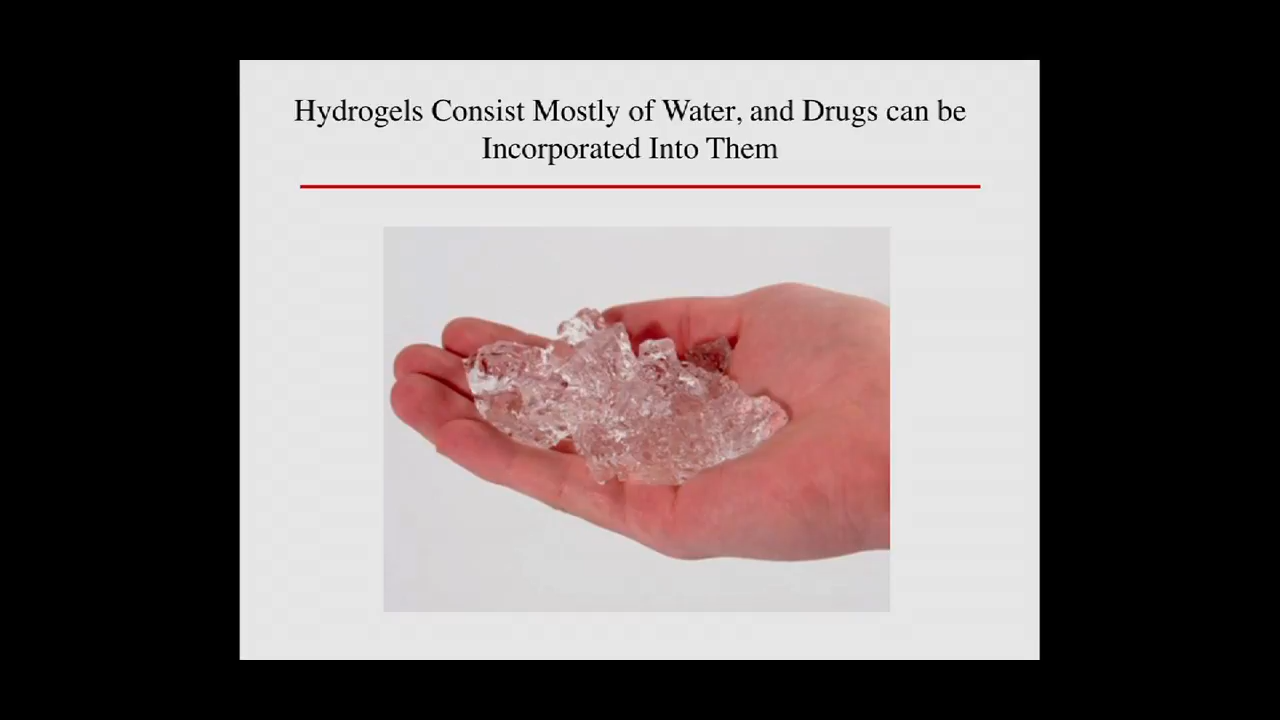 Hydrogels Consist Mostly of Water, and Drugs can be
Incorporated Into Them